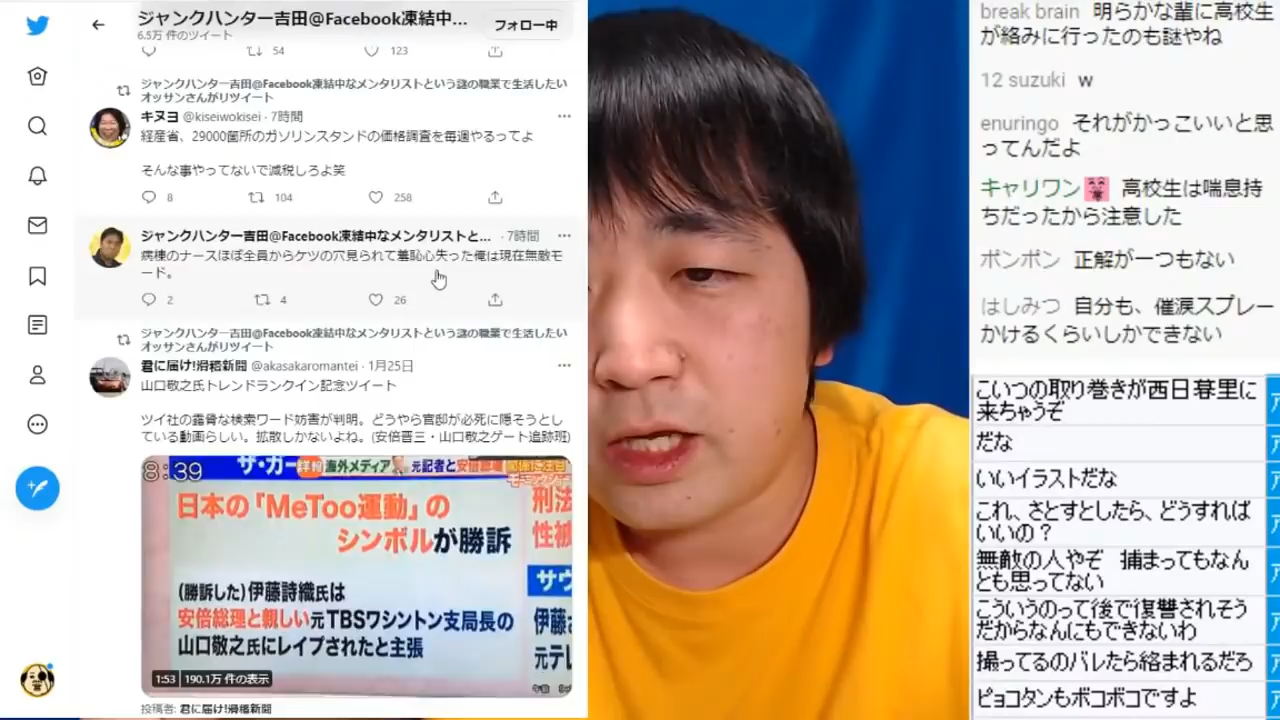 ジャンクハンター吉田@Facebook凍結中...
6.5万 件のツイート
フォロー中
54
123
ジャンクハンター吉田@Facebook凍結中なメンタリストという謎の職業で生活したい
オッサンさんがリツイート
キヌヨ @kiseiwokisei · 7時間
経産省、29000箇所のガソリンスタンドの価格調査を毎週やるってよ
そんな事やってないで減税しろよ笑
8
104
258
ジャンクハンター吉田@Facebook凍結中なメンタリストと... · 7時間
病棟のナースほぼ全員からケツの穴見られて羞恥心失った俺は現在無敵モ
ード。
2
4
26
ジャンクハンター吉田@Facebook凍結中なメンタリストという謎の職業で生活したい
オッサンさんがリツイート
君に届け!滑稽新聞 @akasakaromantei · 1月25日
山口敬之氏トレンドランクイン記念ツイート
ツイ社の露骨な検索ワード妨害が判明。どうやら官邸が必死に隠そうとし
ている動画らしい。拡散しかないよね。(安倍晋三・山口敬之ゲート追跡班)
8:39
ザ・カー
詳報
海外メディア
元記者と安倍総理
関係に注目
日本の「MeToo運動」の
シンボルが勝訴
(勝訴した)伊藤詩織氏は
安倍総理と親しい元TBSワシントン支局長の
山口敬之氏にレイプされたと主張
刑法
性被
サウ
伊藤さ
元テレ
1:53
190.1万 件の表示
投稿者: 君に届け!滑稽新聞
break brain 明らかな輩に高校生
が絡みに行ったのも謎やね
12 suzuki w
enuringo それがかっこいいと思
ってんだよ
キャリワン 高校生は喘息持
ちだったから注意した
ポンポン 正解が一つもない
はしみつ 自分も、催涙スプレー
かけるくらいしかできない
こいつの取り巻きが西日暮里に
来ちゃうぞ
だな
いいイラストだな
これ、さとすとしたら、どうすれば
いいの？
無敵の人やぞ 捕まってもなん
とも思ってない
こういうのって後で復讐されそう
だからなんにもできないわ
撮ってるのバレたら絡まれるだろ
ピョコタンもボコボコですよ